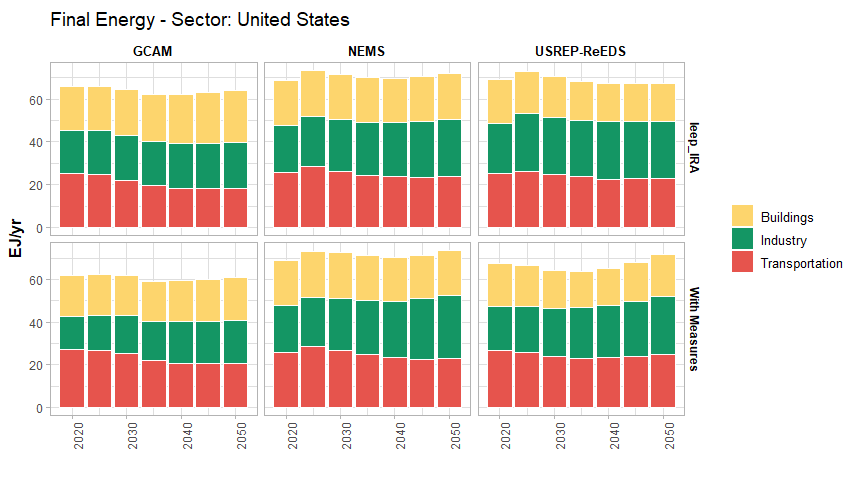 Final Energy - Sector: United States
GCAM
NEMS
USREP-ReEDS
EJ/yr
60
40
20
0
leep_IRA
60
40
20
0
With Measures
2020
2030
2040
2050
2020
2030
2040
2050
2020
2030
2040
2050
Buildings
Industry
Transportation